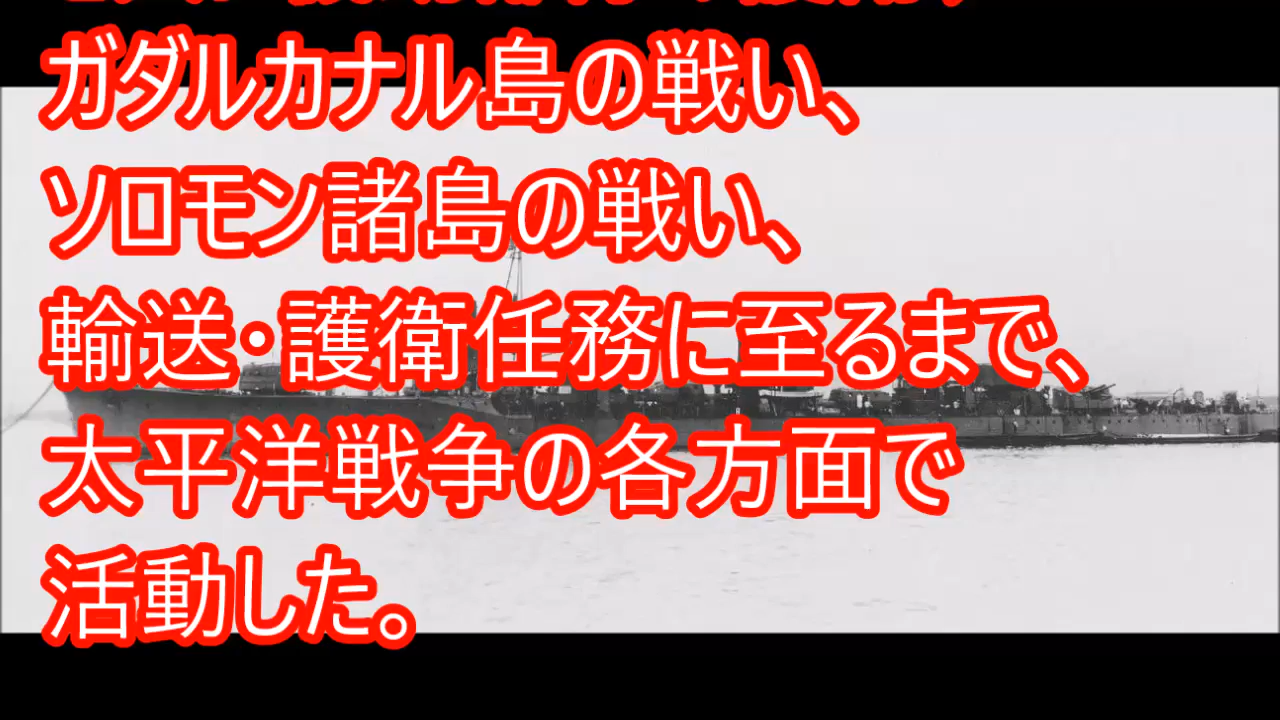 ガダルカナル島の戦い、
ソロモン諸島の戦い、
輸送・護衛任務に至るまで、
太平洋戦争の各方面で
活動した。